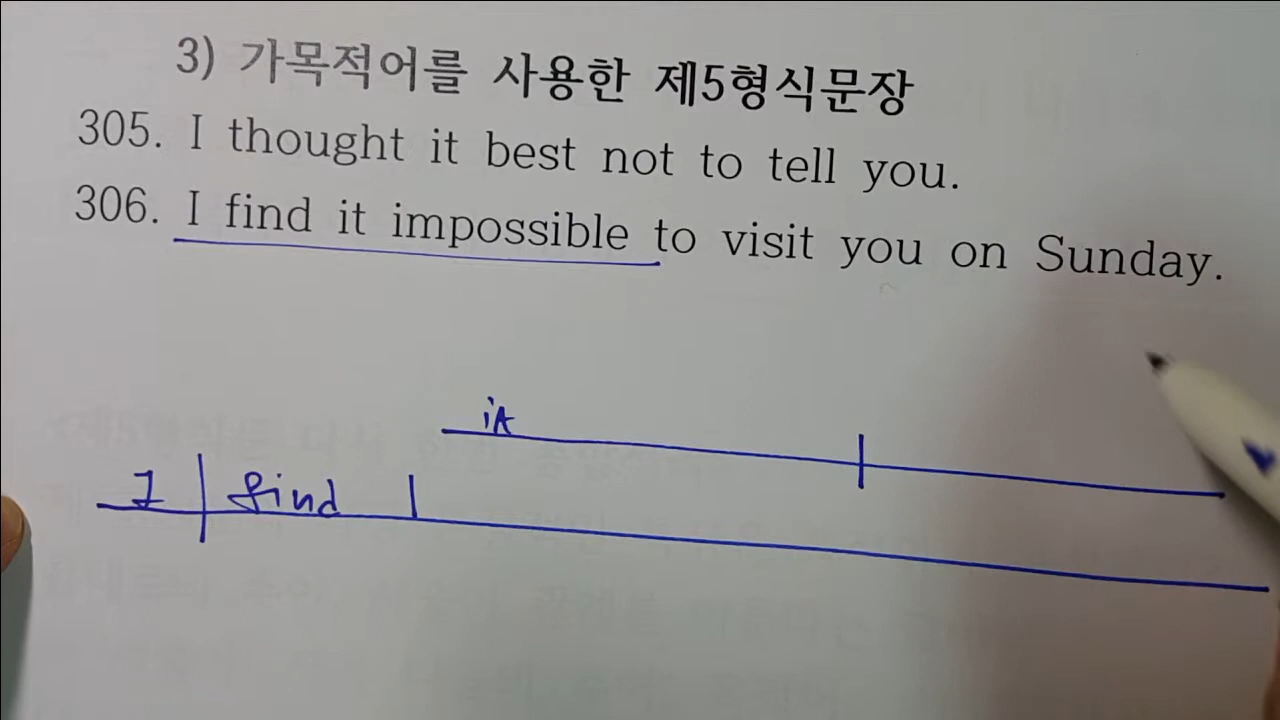 3) 가목적어를 사용한 제5형식문장
305. I thought it best not to tell you.
306. I find it impossible to visit you on Sunday.
it
I find